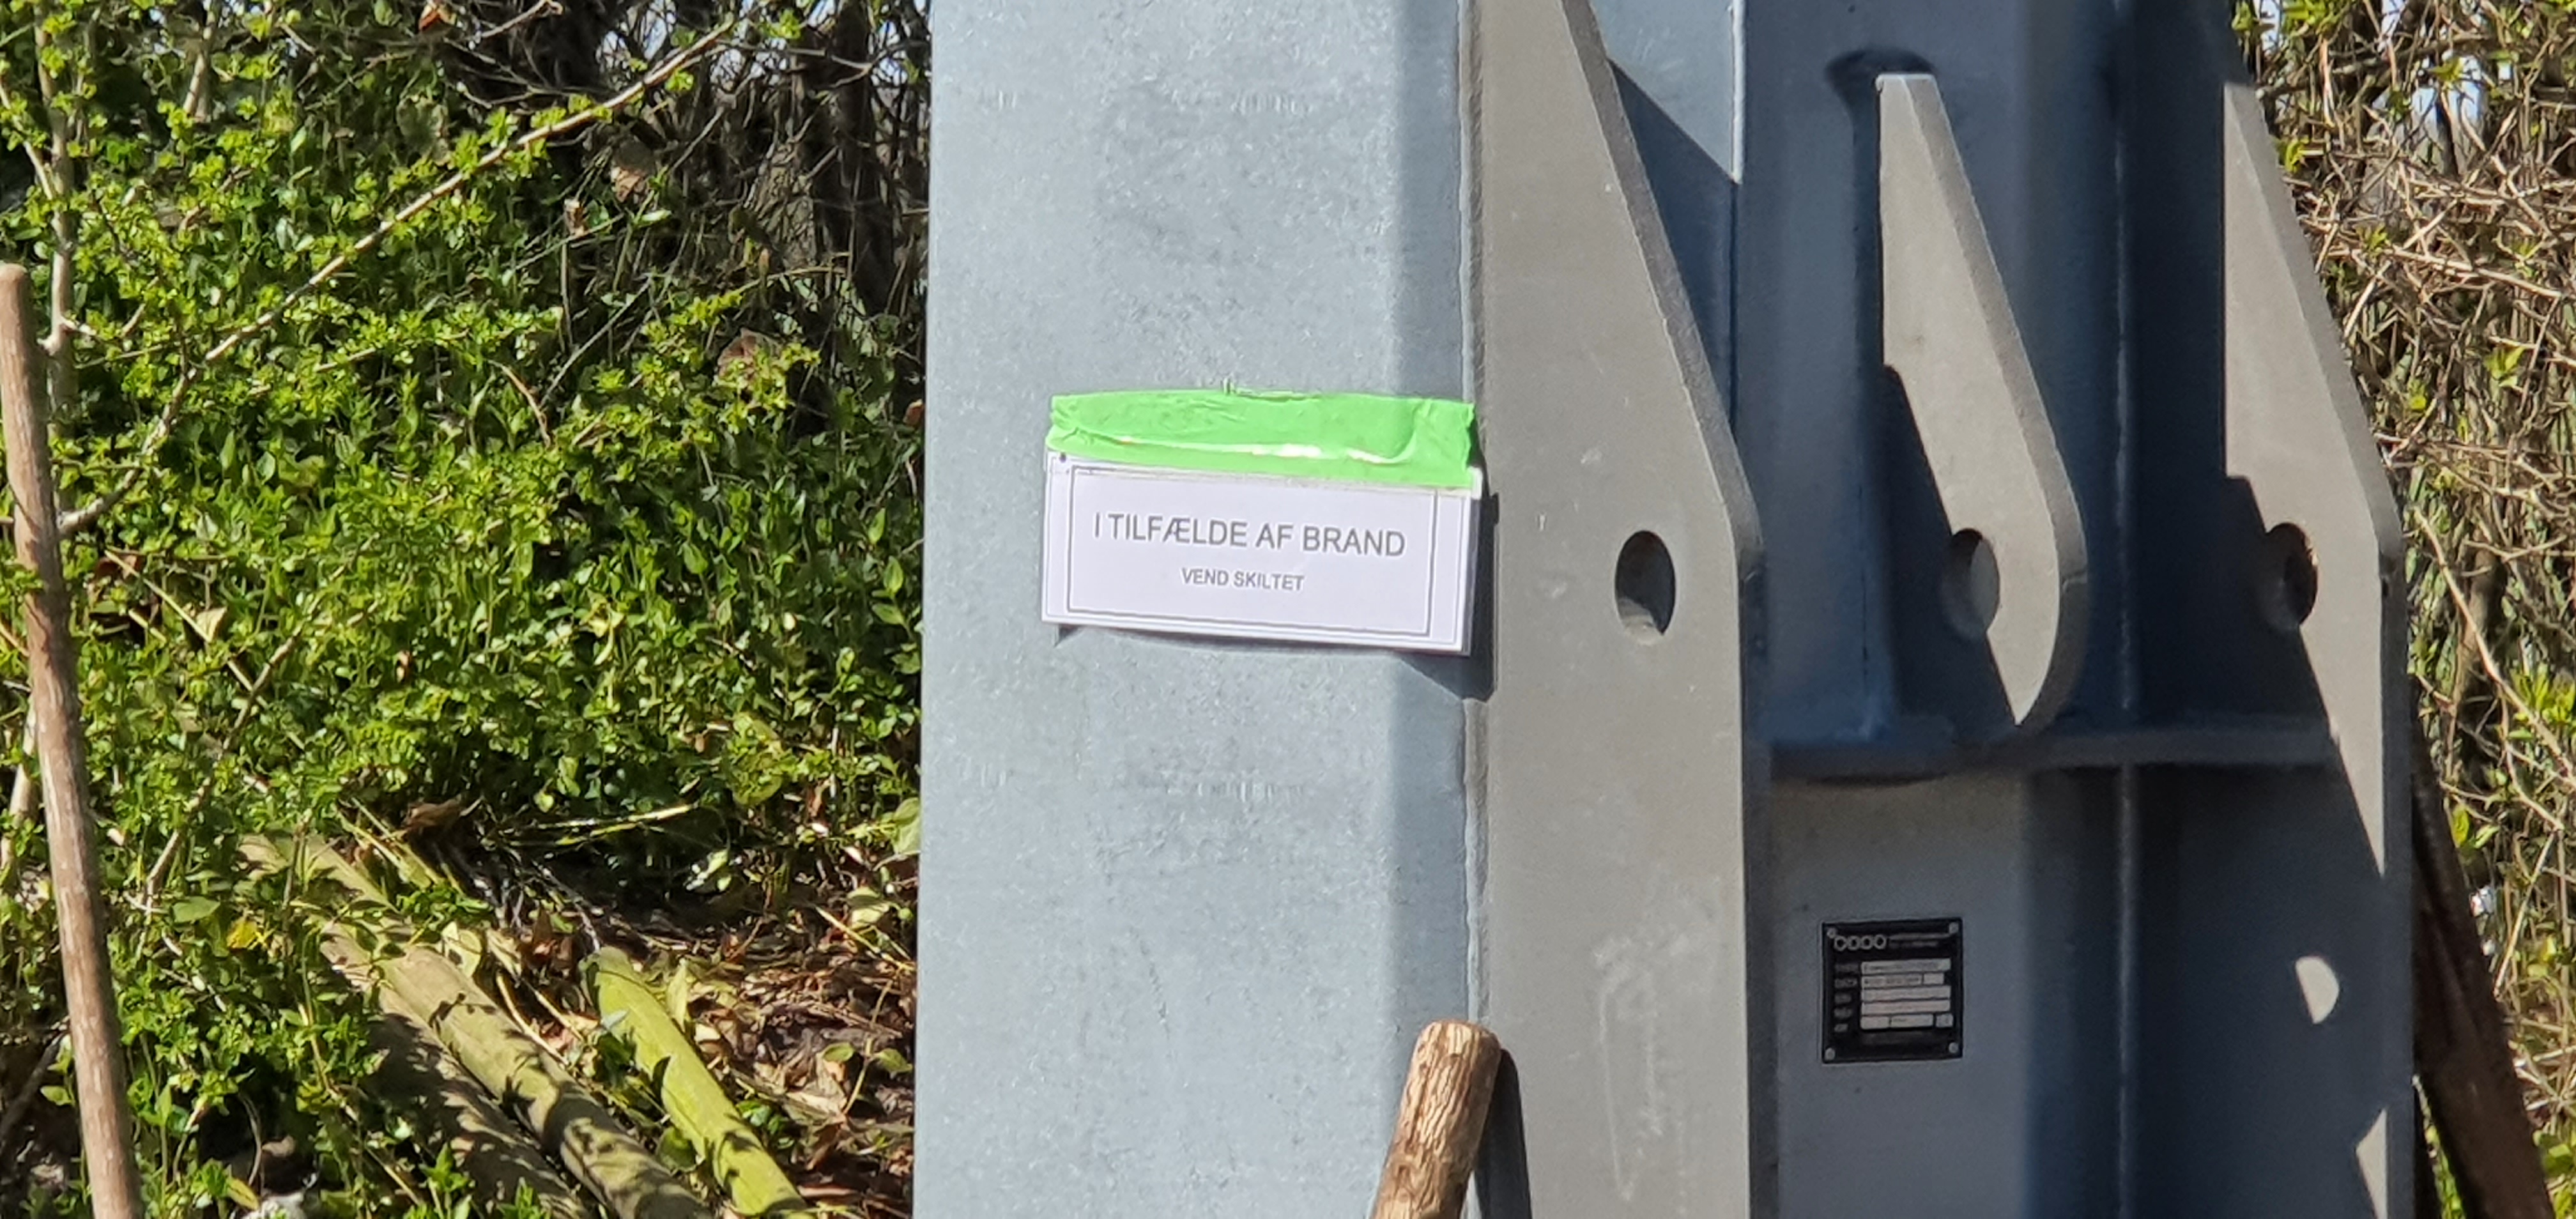 I TILFÆLDE AF BRAND
VEND SKILTET